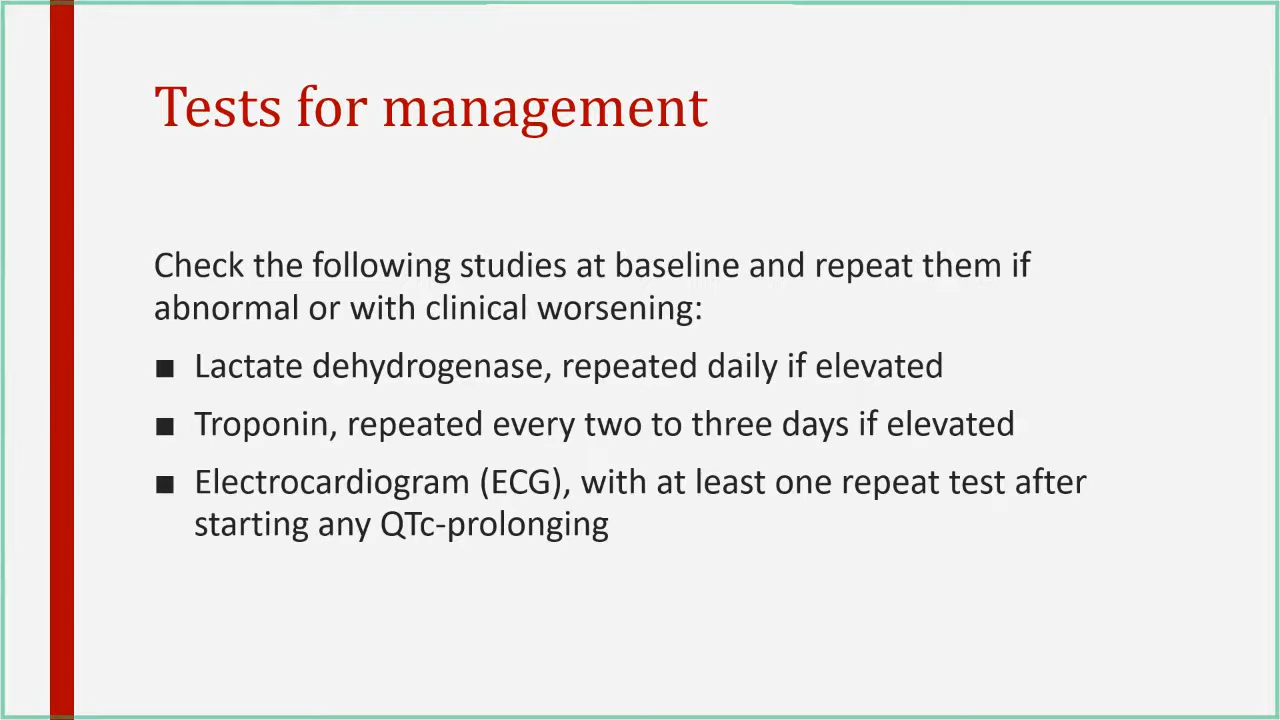 Tests for management
Check the following studies at baseline and repeat them if
abnormal or with clinical worsening:
■ Lactate dehydrogenase, repeated daily if elevated
■ Troponin, repeated every two to three days if elevated
■ Electrocardiogram (ECG), with at least one repeat test after
starting any QTc-prolonging